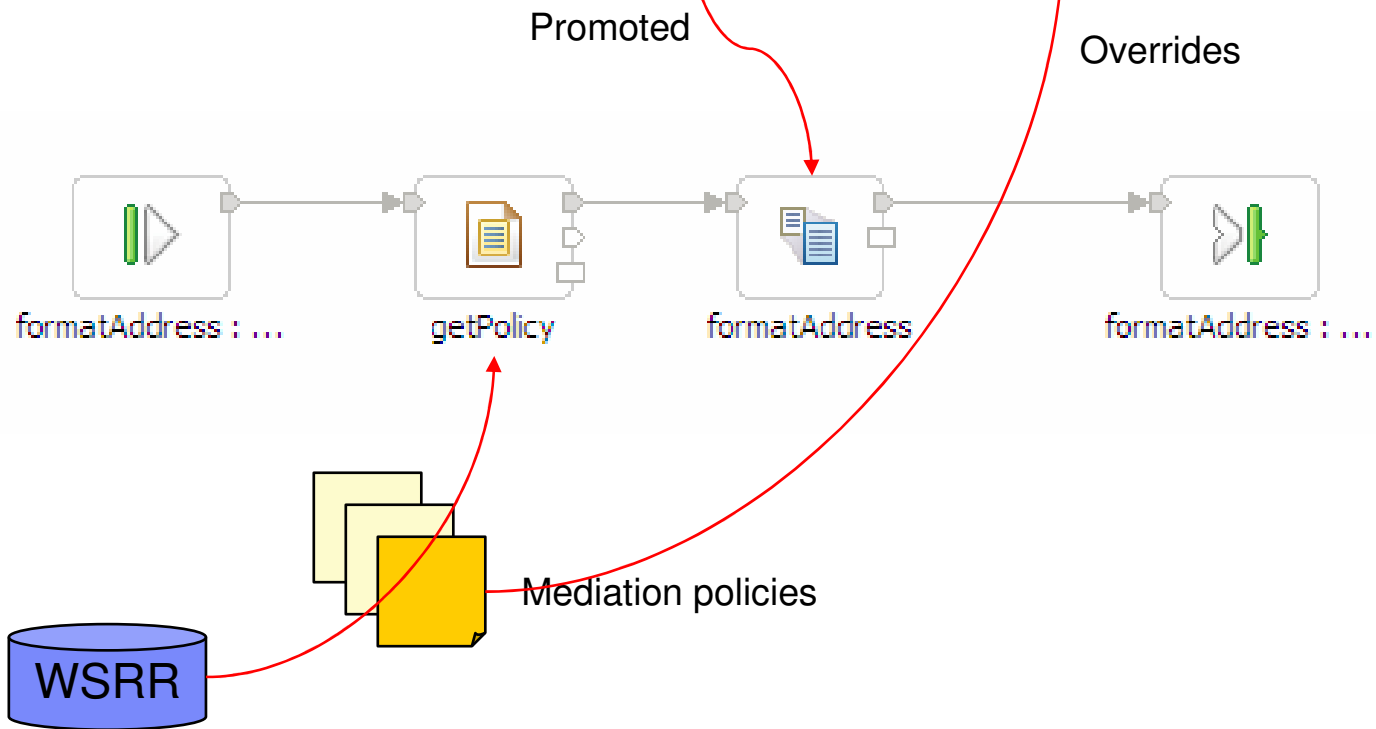 Promoted
Overrides
formatAddress : ...
getPolicy
formatAddress
formatAddress : ...
Mediation policies
WSRR